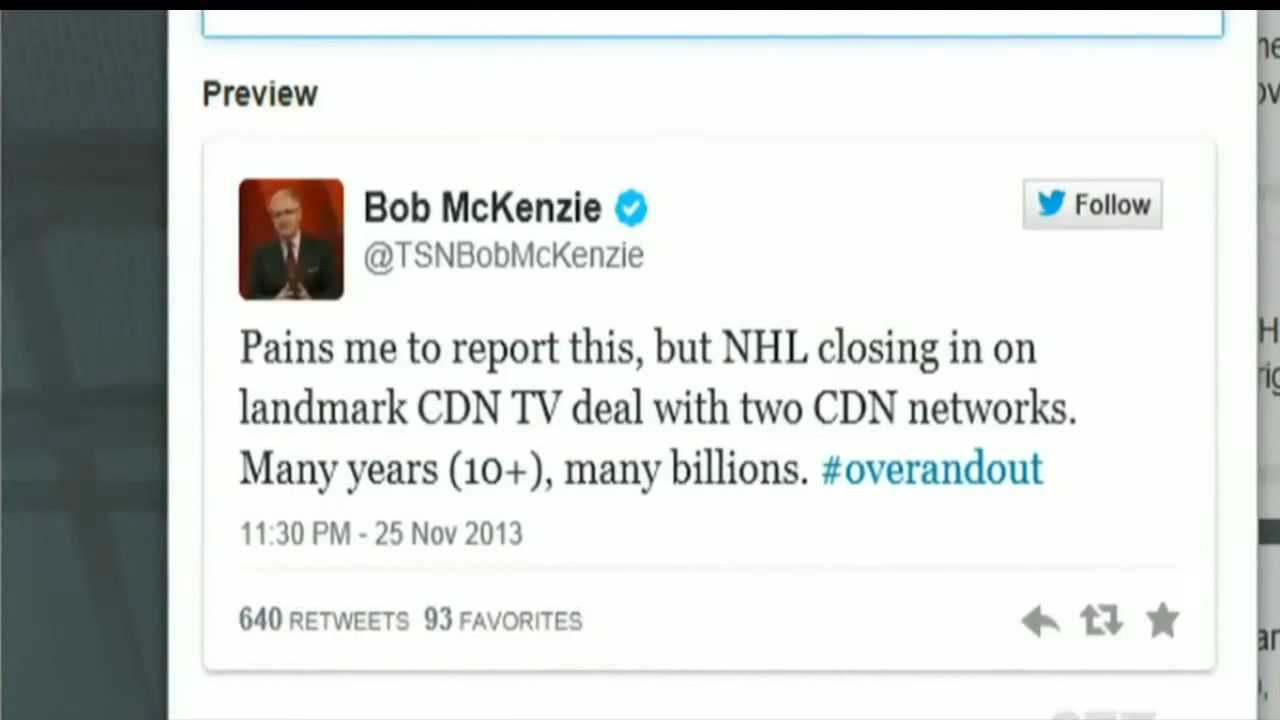 Preview
Bob McKenzie
@TSNBobMcKenzie
Follow
Pains me to report this, but NHL closing in on
landmark CDN TV deal with two CDN networks.
Many years (10+), many billions. #overandout
11:30 PM - 25 Nov 2013
640 RETWEETS 93 FAVORITES